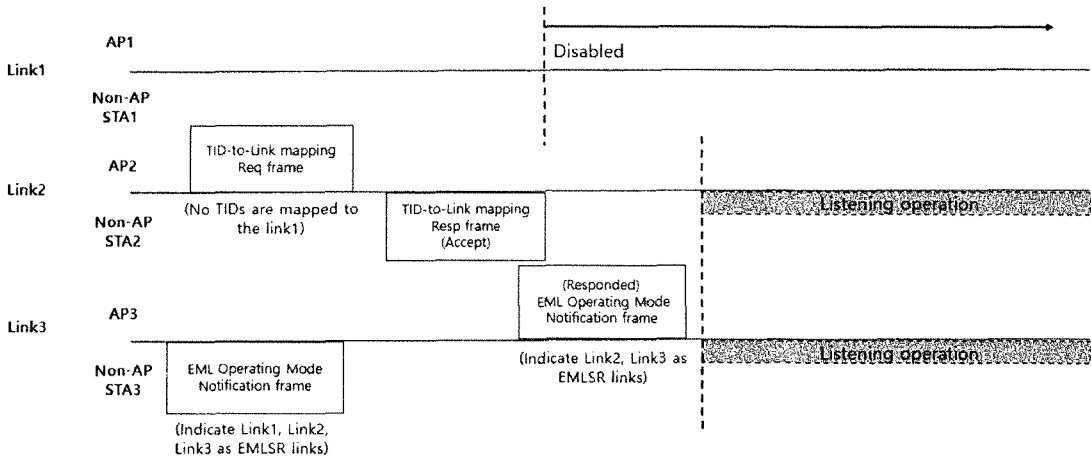 AP1
Disabled
Link1
Non-AP
STA1
TID-to-Link mapping
Req frame
AP2
Link2
(No TIDs are mapped to
the link1)
TID-to-Link mapping
Resp frame
(Accept)
Listening operation
Non-AP
STA2
(Responded)
EML Operating Mode
Notification frame
AP3
Link3
(Indicate Link2, Link3 as
EMLSR links)
Listening operation
Non-AP
STA3
EML Operating Mode
Notification frame
(Indicate Link1, Link2,
Link3 as EMLSR links)